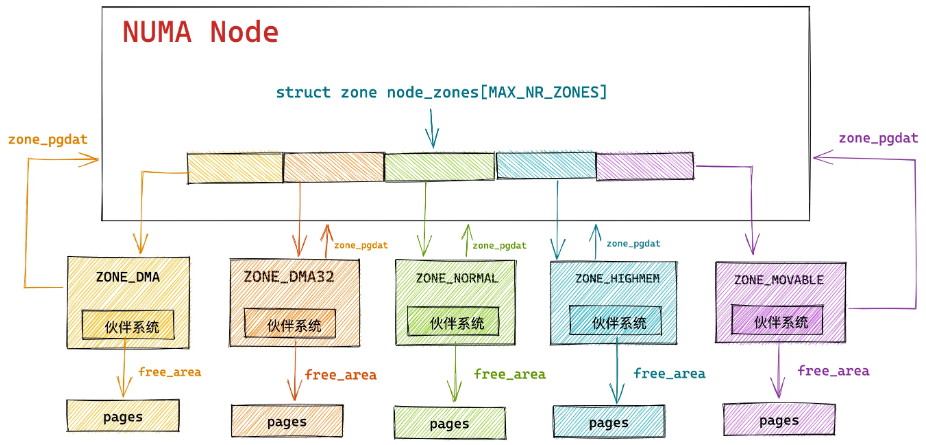 NUMA Node
struct zone node_zones[MAX_NR_ZONES]
zone_pgdat
zone_pgdat
zone_pgdat
zone_pgdat
zone_pgdat
ZONE_DMA
ZONE_DMA32
ZONE_NORMAL
ZONE_HIGHMEM
ZONE_MOVABLE
伙伴系统
伙伴系统
伙伴系统
伙伴系统
伙伴系统
free_area
free_area
free_area
free_area
free_area
pages
pages
pages
pages
pages